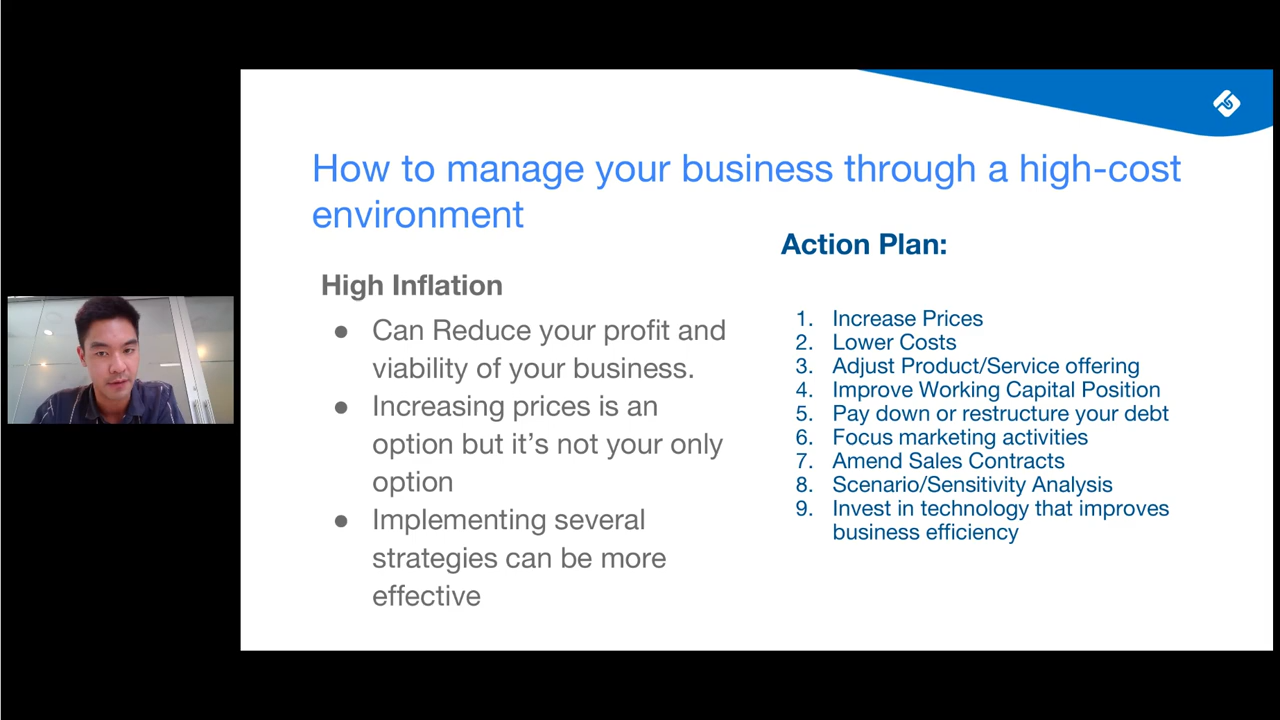 How to manage your business through a high-cost
environment
High Inflation
● Can Reduce your profit and
viability of your business.
● Increasing prices is an
option but it’s not your only
option
● Implementing several
strategies can be more
effective
Action Plan:
1. Increase Prices
2. Lower Costs
3. Adjust Product/Service offering
4. Improve Working Capital Position
5. Pay down or restructure your debt
6. Focus marketing activities
7. Amend Sales Contracts
8. Scenario/Sensitivity Analysis
9. Invest in technology that improves
business efficiency